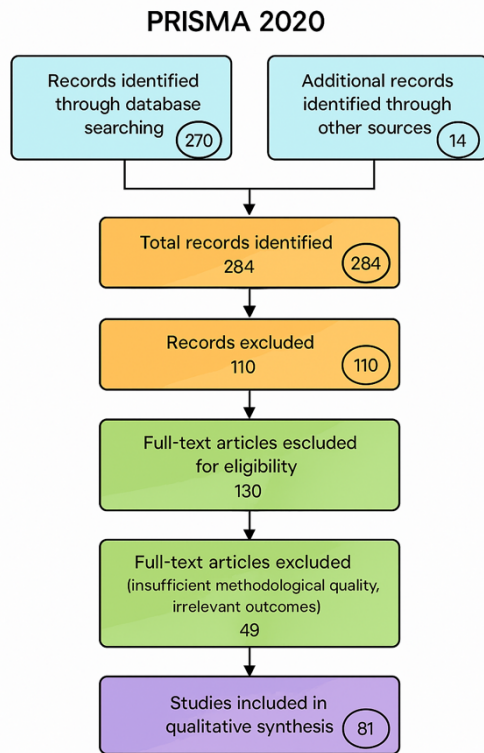 PRISMA 2020
Records identified
through database
searching
270
Additional records
identified through
other sources
14
Total records identified
284
284
Records excluded
110
110
Full-text articles escluded
for eligibility
130
Full-text articles excluded
(insufficient methodological quality,
irrelevant outcomes)
49
Studies included in
qualitative synthesis
81